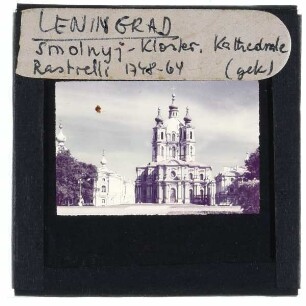 LENINGRAD
Smolnyj-Kloster. Kathedrale
Rastrelli 1748-64 (gek)